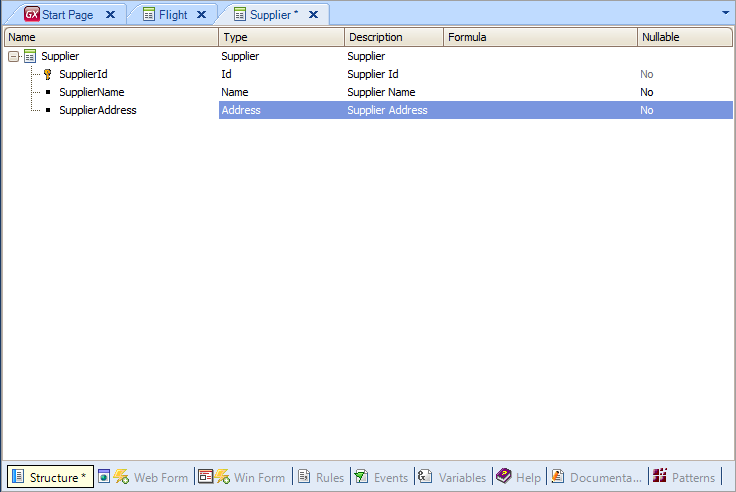 GX Start Page Flight Supplier *
Name Type Description Formula Nullable
Supplier Supplier Supplier
SupplierId Id Supplier Id No
SupplierName Name Supplier Name No
SupplierAddress Address Supplier Address No
Structure * Web Form Win Form Rules Events Variables Help Documenta... Patterns